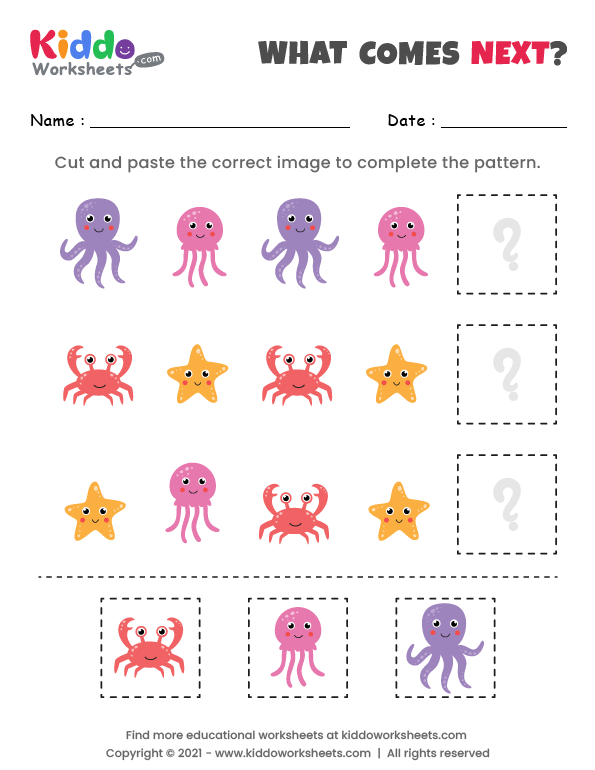 Kiddo
Worksheets.com
WHAT COMES NEXT?
Name :
Date :
Cut and paste the correct image to complete the pattern.
?
?
?
Find more educational worksheets at kiddoworksheets.com
Copyright © 2021 - www.kiddoworksheets.com | All rights reserved